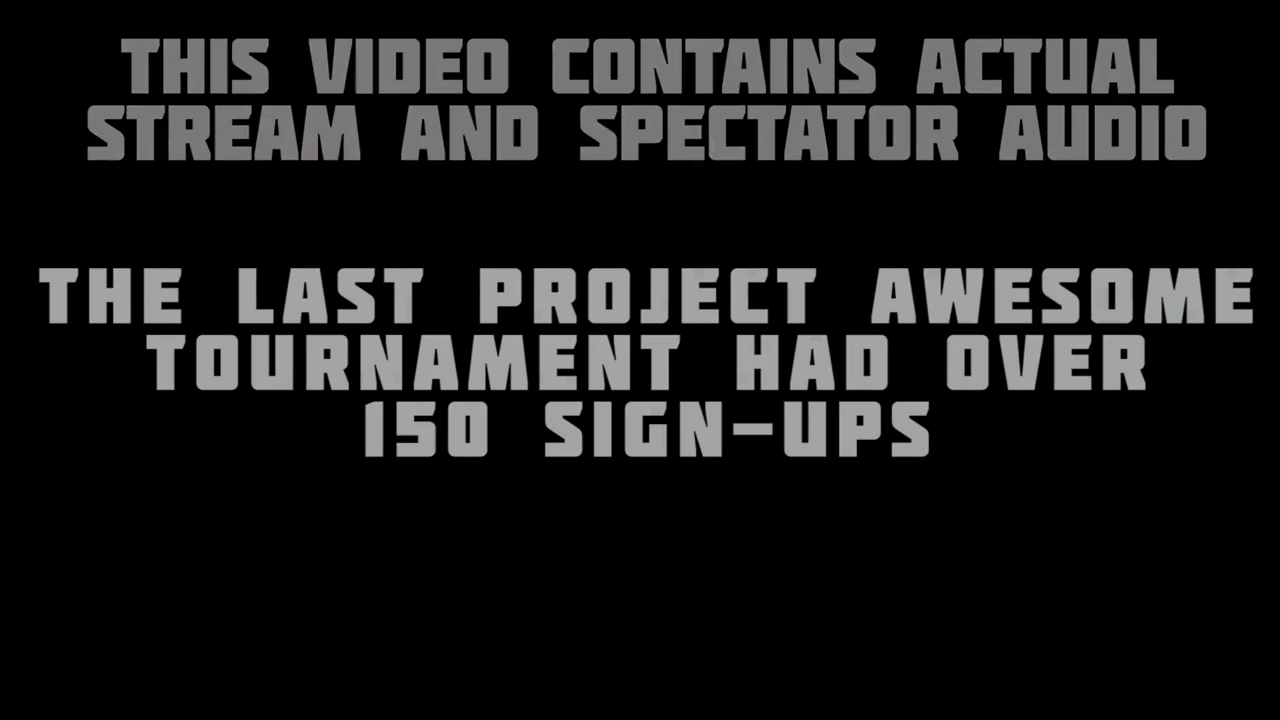 THIS VIDEO CONTAINS ACTUAL
STREAM AND SPECTATOR AUDIO
THE LAST PROJECT AWESOME
TOURNAMENT HAD OVER
150 SIGN-UPS